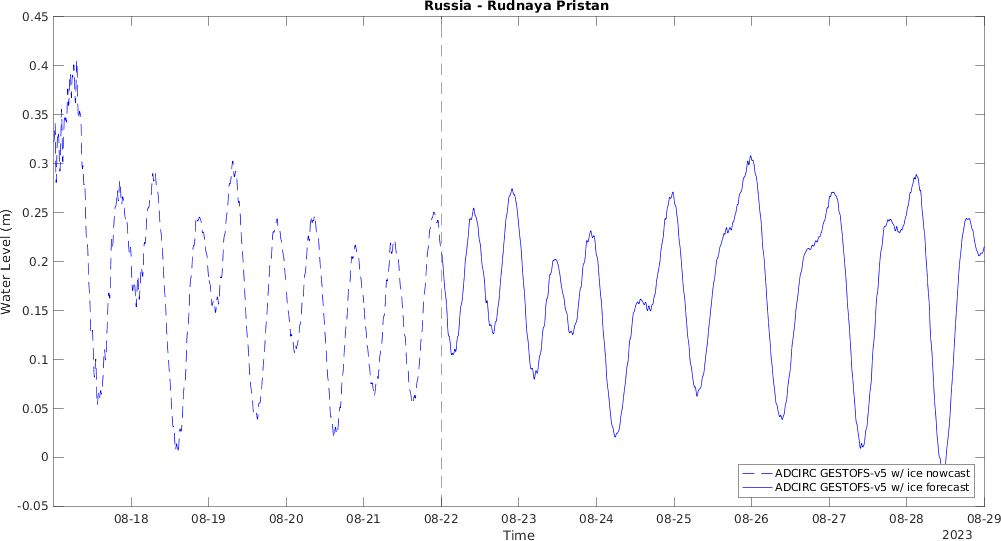 Russia - Rudnaya Pristan
0.45
0.4
0.35
0.3
0.25
0.2
0.15
0.1
0.05
0
-0.05
Water Level (m)
ADCIRC GESTOFS-v5 w/ ice nowcast
ADCIRC GESTOFS-v5 w/ ice forecast
08-18 08-19 08-20 08-21 08-22 08-23 08-24 08-25 08-26 08-27 08-28 08-29
Time
2023